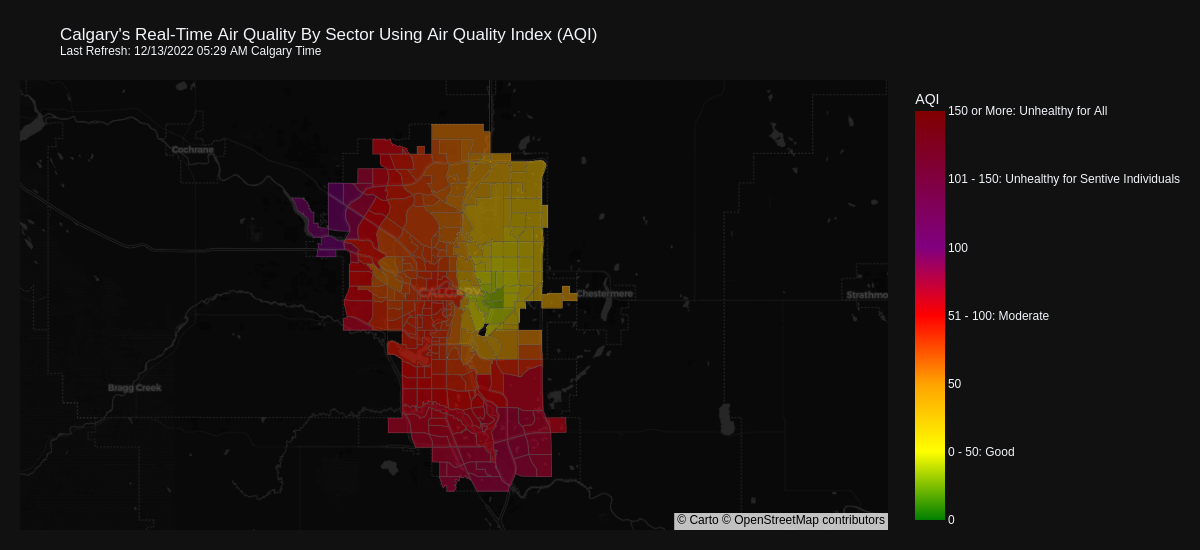 Calgary's Real-Time Air Quality By Sector Using Air Quality Index (AQI)
Last Refresh: 12/13/2022 05:29 AM Calgary Time
AQI
150 or More: Unhealthy for All
Cochrane
101 - 150: Unhealthy for Sentive Individuals
100
CALGARY
Chestermere
Strathmo
51 - 100: Moderate
50
Bragg Creek
0 - 50: Good
0
© Carto © OpenStreetMap contributors